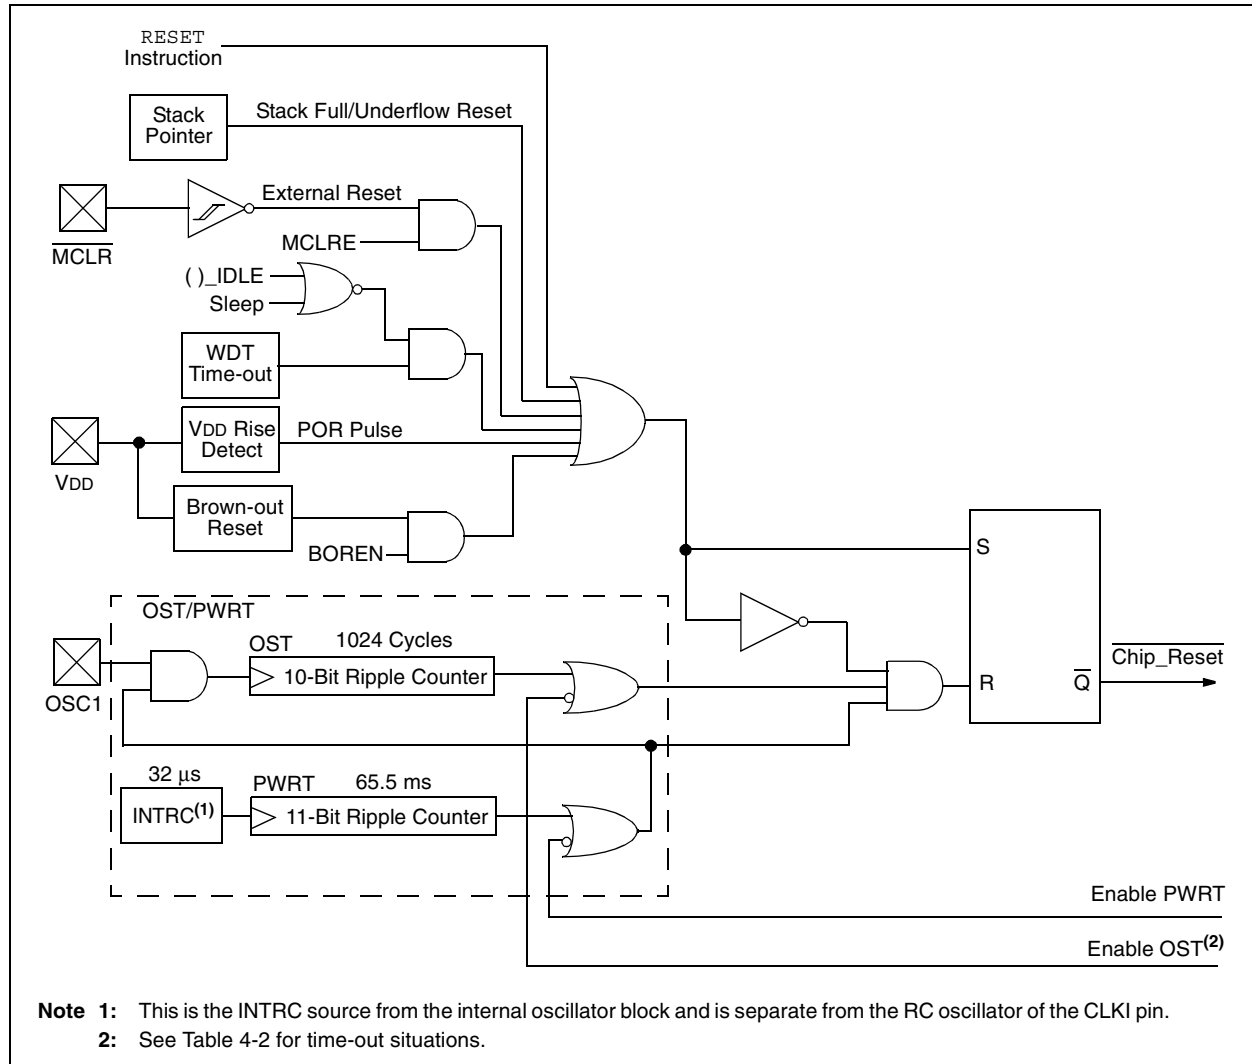 RESET
Instruction
Stack
Pointer
Stack Full/Underflow Reset
External Reset
MCLR
MCLRE
( )_IDLE
Sleep
WDT
Time-out
VDD Rise
Detect
POR Pulse
VDD
Brown-out
Reset
BOREN
S
OST/PWRT
OST
1024 Cycles
10-Bit Ripple Counter
OSC1
R
Q
Chip_Reset
32 μs
INTRC(1)
PWRT
65.5 ms
11-Bit Ripple Counter
Enable PWRT
Enable OST(2)
Note 1: This is the INTRC source from the internal oscillator block and is separate from the RC oscillator of the CLKI pin.
2: See Table 4-2 for time-out situations.